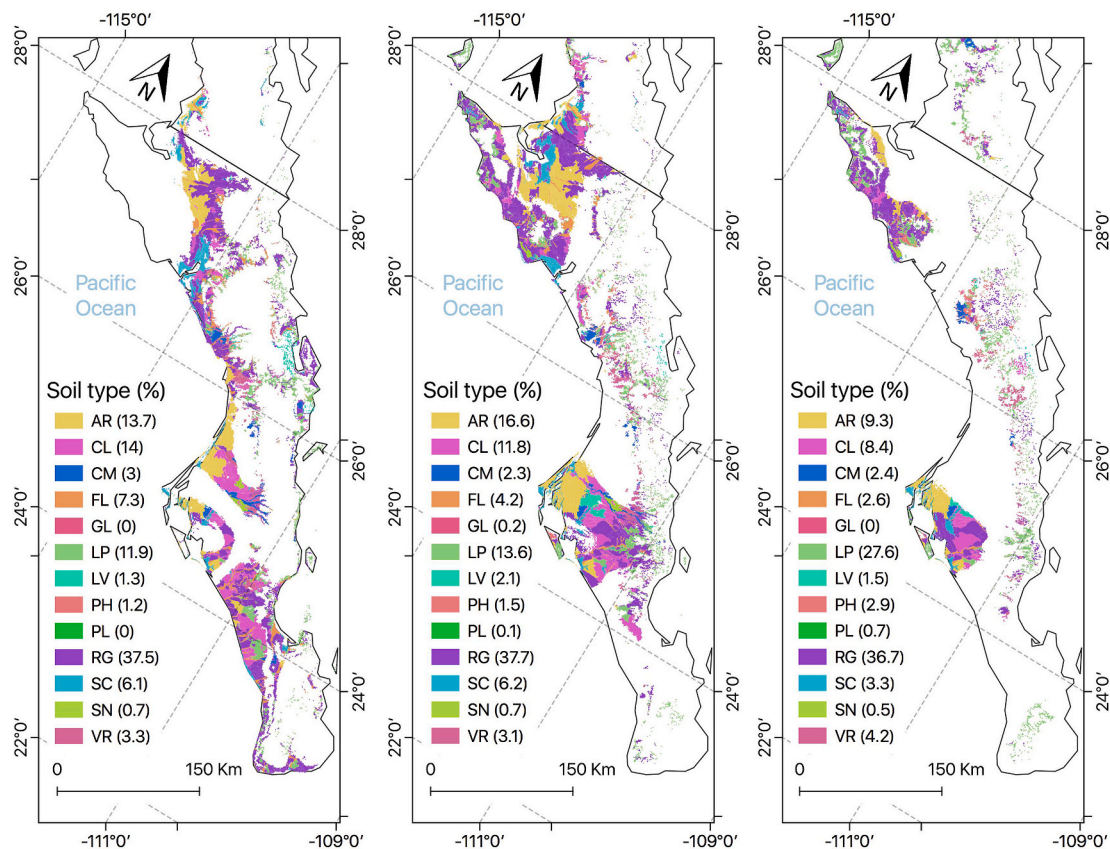 -115°0'
-115°0'
-115°0'
28°0'
28°0'
28°0'
N
N
N
28°0'
28°0'
28°0'
26°0'
26°0'
26°0'
Pacific
Ocean
Pacific
Ocean
Pacific
Ocean
Soil type (%)
AR (13.7)
CL (14)
CM (3)
FL (7.3)
GL (0)
LP (11.9)
LV (1.3)
PH (1.2)
PL (0)
RG (37.5)
SC (6.1)
SN (0.7)
VR (3.3)
0
150 Km
Soil type (%)
AR (16.6)
CL (11.8)
CM (2.3)
FL (4.2)
GL (0.2)
LP (13.6)
LV (2.1)
PH (1.5)
PL (0.1)
RG (37.7)
SC (6.2)
SN (0.7)
VR (3.1)
0
150 Km
Soil type (%)
AR (9.3)
CL (8.4)
CM (2.4)
FL (2.6)
GL (0)
LP (27.6)
LV (1.5)
PH (2.9)
PL (0.7)
RG (36.7)
SC (3.3)
SN (0.5)
VR (4.2)
0
150 Km
26°0'
26°0'
26°0'
24°0'
24°0'
24°0'
24°0'
24°0'
24°0'
22°0'
22°0'
22°0'
-111°0'
-109°0'
-111°0'
-109°0'
-111°0'
-109°0'